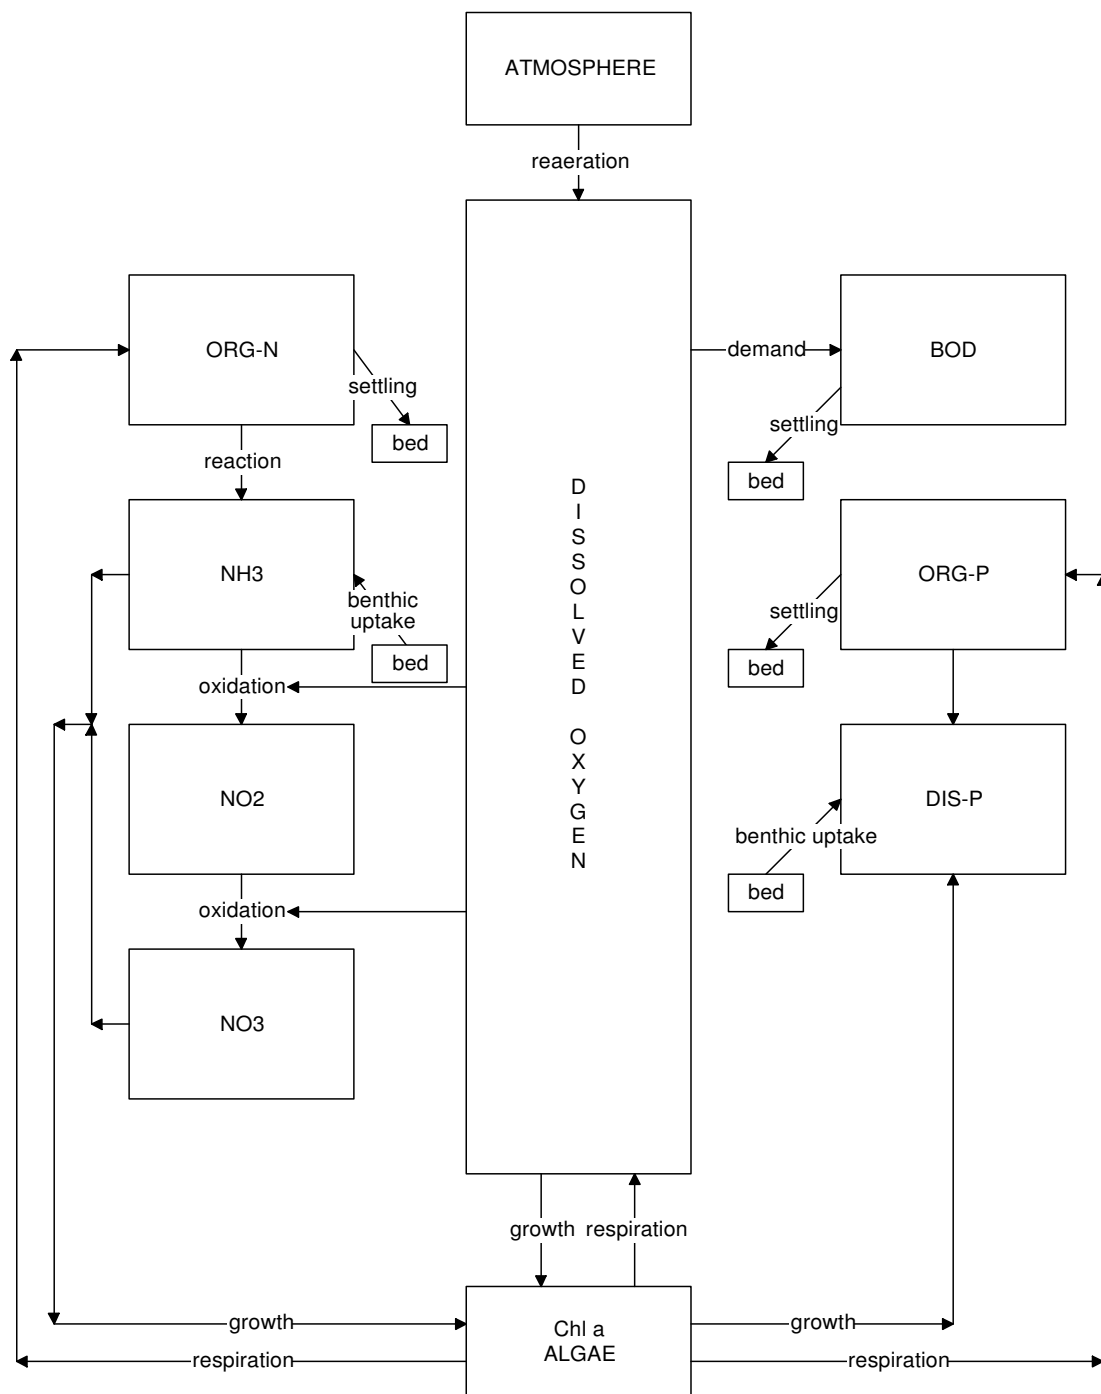 ATMOSPHERE
reaeration
ORG-N
demand
BOD
settling
bed
settling
bed
reaction
D
I
S
S
O
L
V
E
D
O
X
Y
G
E
N
NH3
benthic
uptake
bed
ORG-P
settling
bed
oxidation
NO2
DIS-P
benthic uptake
bed
oxidation
NO3
growth
respiration
growth
Chl a
ALGAE
growth
respiration
respiration